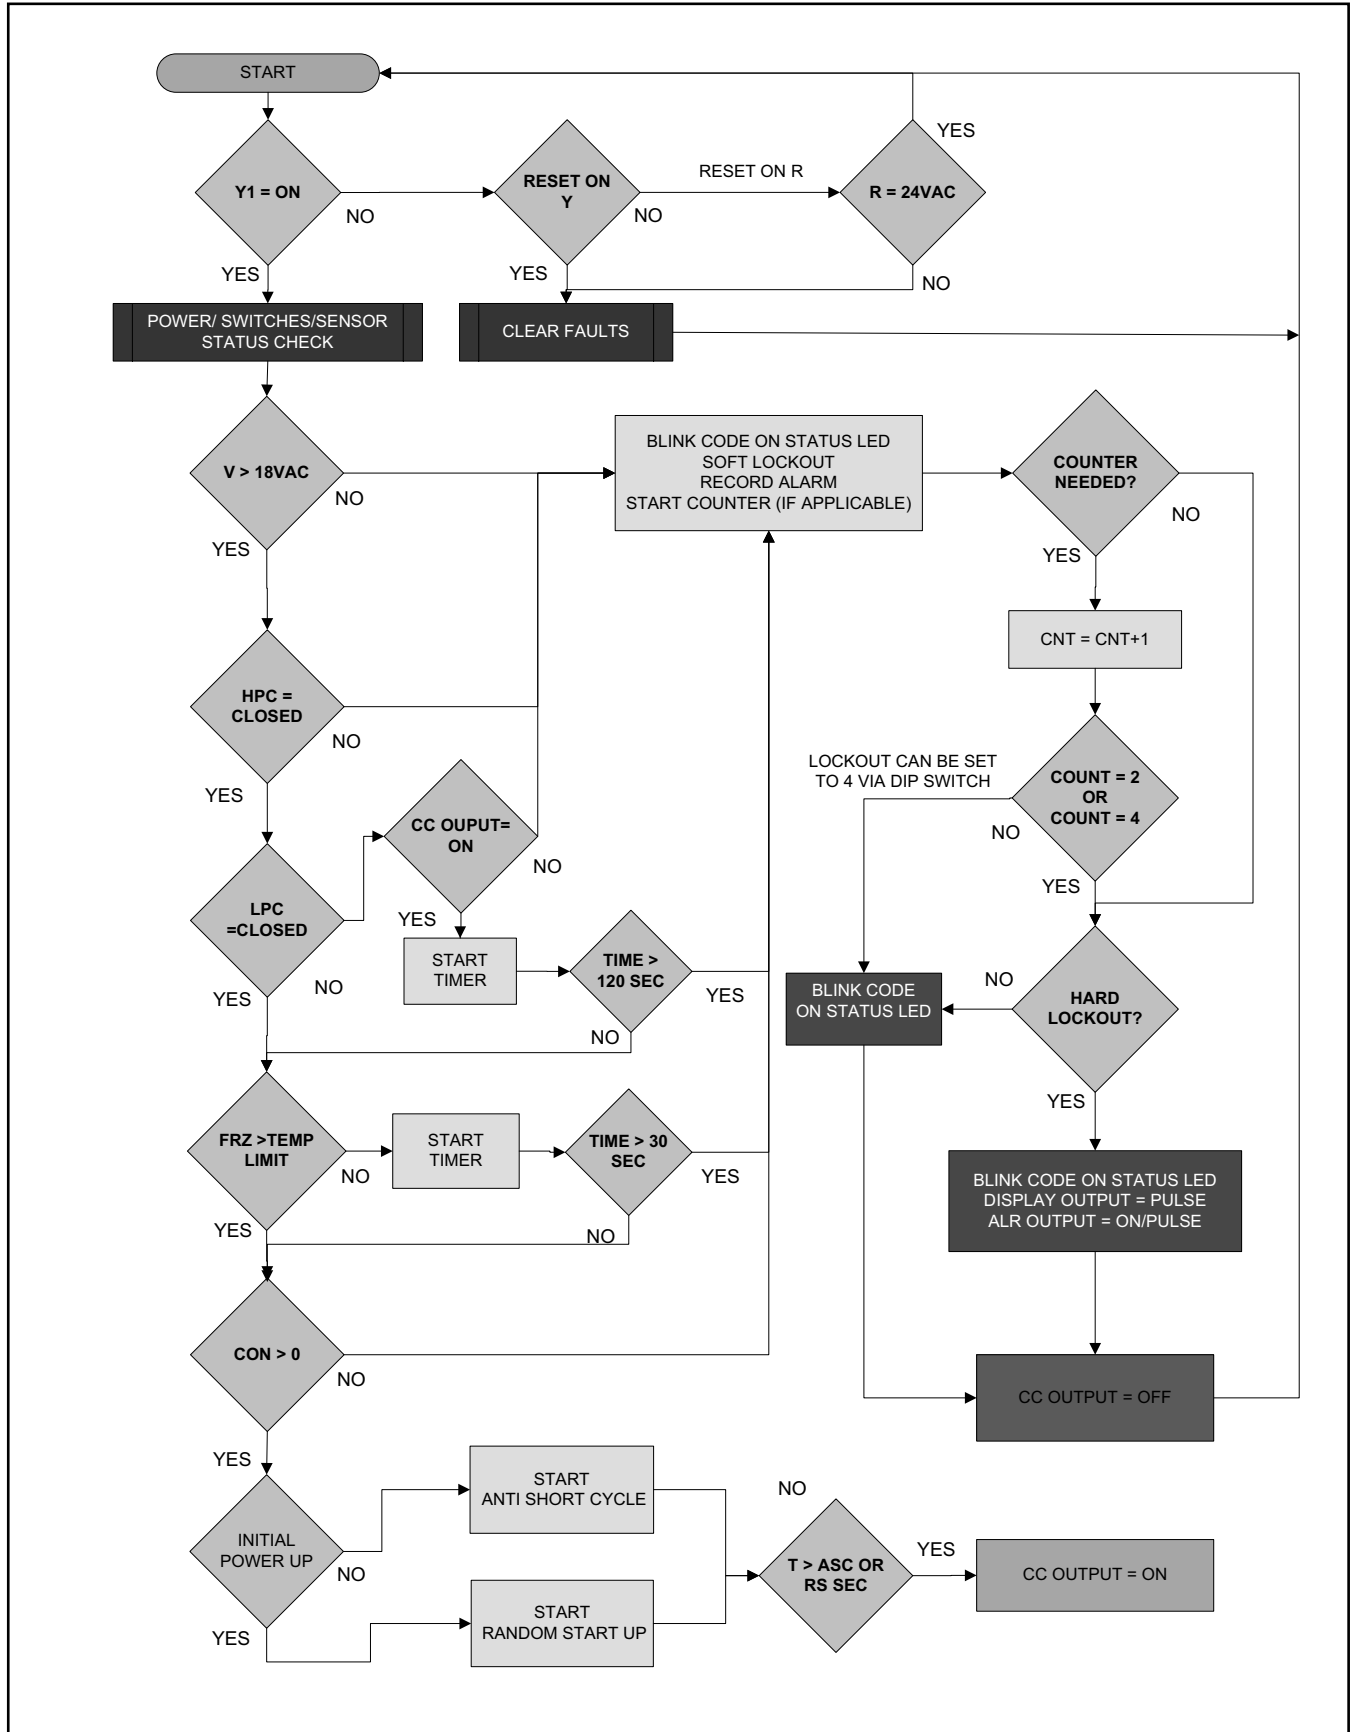 START
YES
Y1 = ON
NO
RESET ON
Y
NO
RESET ON R
R = 24VAC
YES
YES
NO
POWER/ SWITCHES/SENSOR
STATUS CHECK
CLEAR FAULTS
V > 18VAC
NO
YES
BLINK CODE ON STATUS LED
SOFT LOCKOUT
RECORD ALARM
START COUNTER (IF APPLICABLE)
COUNTER
NEEDED?
NO
YES
CNT = CNT+1
HPC =
CLOSED
NO
YES
LOCKOUT CAN BE SET
TO 4 VIA DIP SWITCH
COUNT = 2
OR
COUNT = 4
NO
YES
CC OUPUT=
ON
NO
YES
LPC
=CLOSED
NO
YES
START
TIMER
TIME >
120 SEC
YES
NO
BLINK CODE
ON STATUS LED
NO
HARD
LOCKOUT?
YES
FRZ >TEMP
LIMIT
NO
YES
START
TIMER
TIME > 30
SEC
YES
NO
BLINK CODE ON STATUS LED
DISPLAY OUTPUT = PULSE
ALR OUTPUT = ON/PULSE
CON > 0
NO
YES
CC OUTPUT = OFF
INITIAL
POWER UP
NO
YES
START
ANTI SHORT CYCLE
START
RANDOM START UP
NO
T > ASC OR
RS SEC
YES
CC OUTPUT = ON